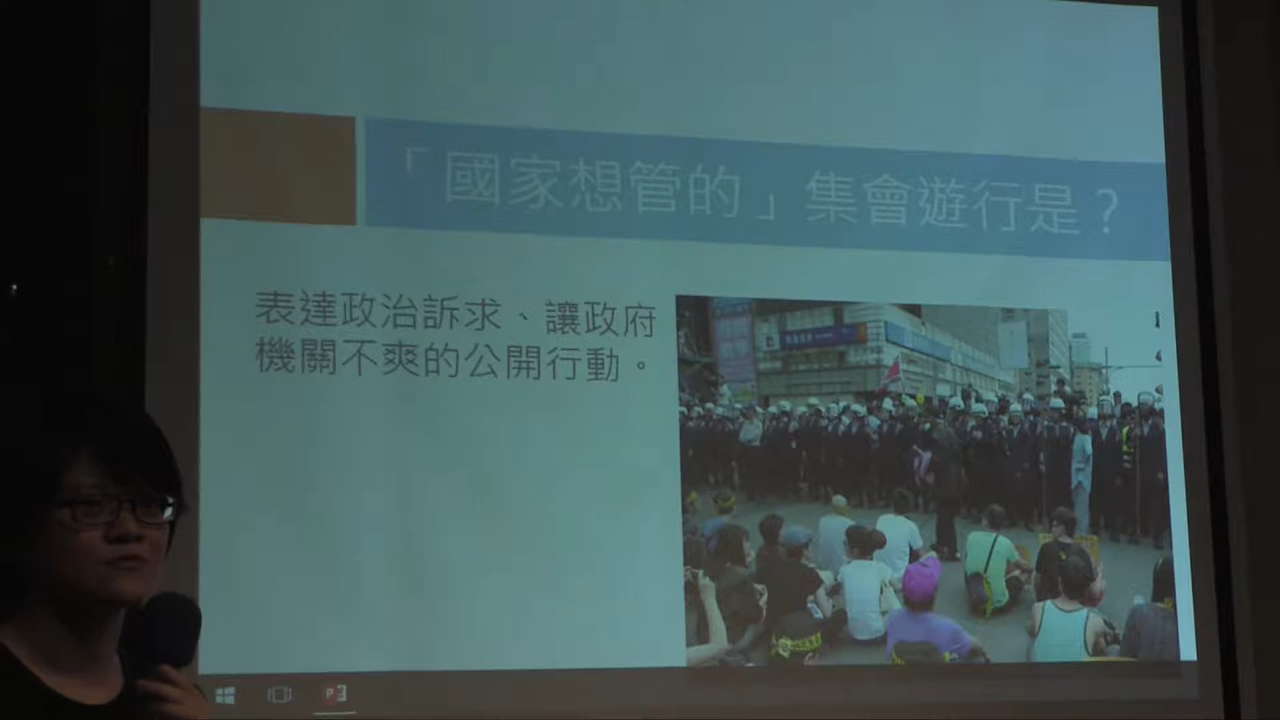 「國家想管的」集會遊行是？
表達政治訴求、讓政府
機關不爽的公開行動。